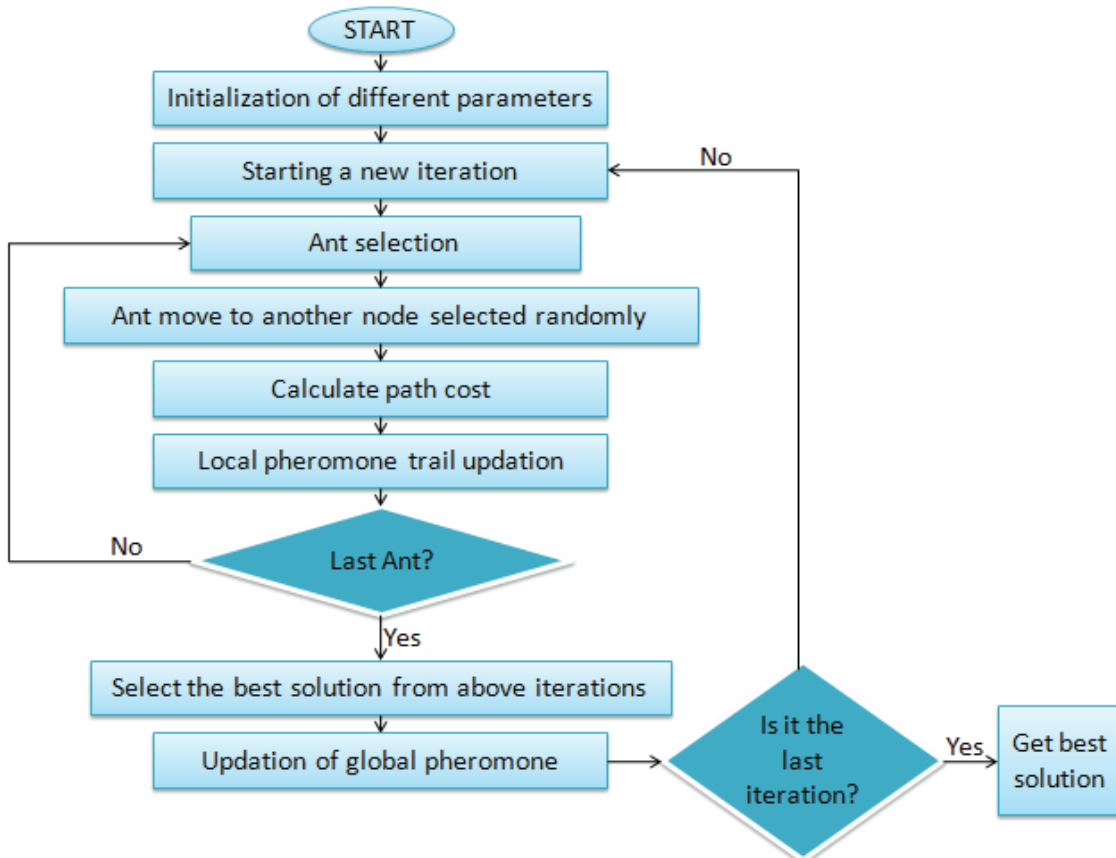 START
Initialization of different parameters
Starting a new iteration
No
Ant selection
Ant move to another node selected randomly
Calculate path cost
Local pheromone trail updation
Last Ant?
No
Yes
Select the best solution from above iterations
Updation of global pheromone
Is it the
last
iteration?
Yes
Get best
solution